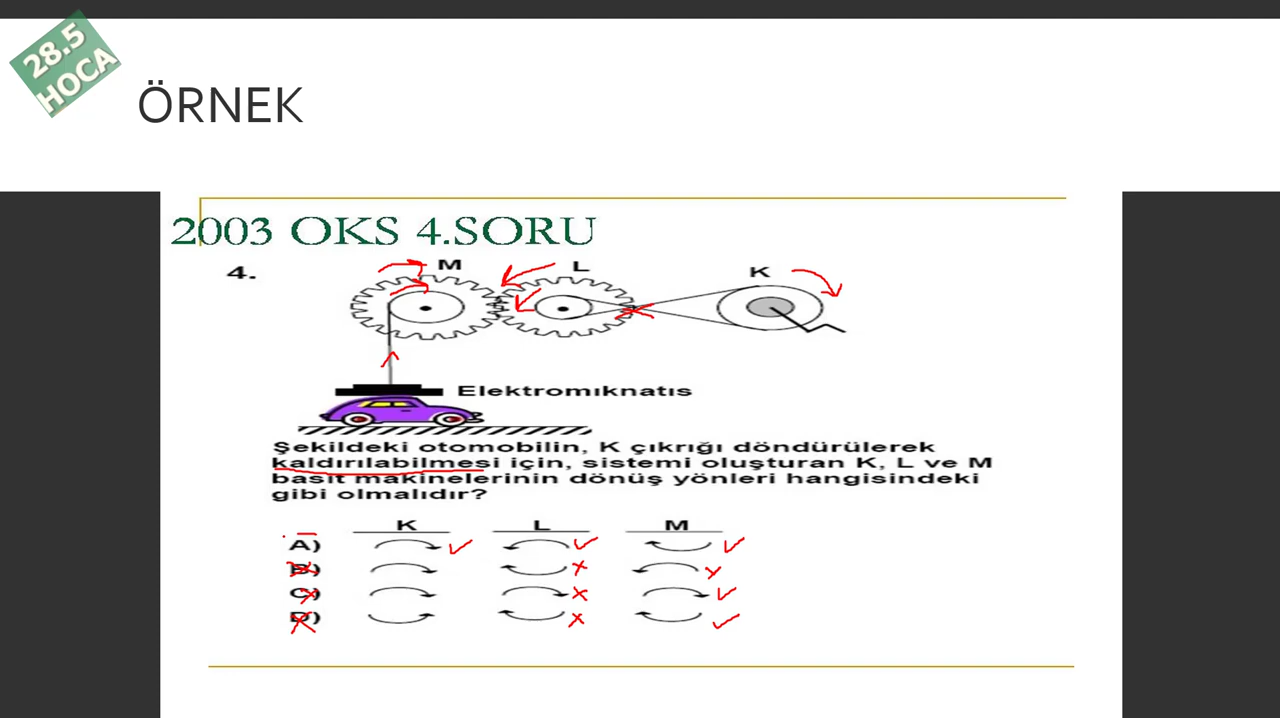 28.5
HOCA
ÖRNEK
2003 OKS 4.SORU
4.
M
L
K
Elektromıknatıs
Şekildeki otomobilin, K çıkrığı döndürülerek
kaldırılabilmesi için, sistemi oluşturan K, L ve M
basit makinelerinin dönüş yönleri hangisindeki
gibi olmalıdır?
K L M
A)
B)
C)
D)